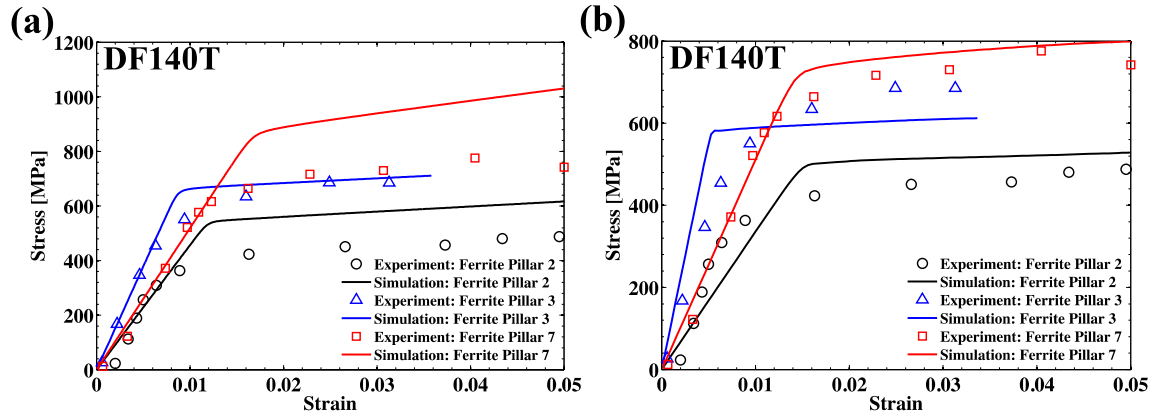 (a)
DF140T
1200
1000
800
600
400
200
0
Stress [MPa]
0 0.01 0.02 0.03 0.04 0.05
Strain
Experiment: Ferrite Pillar 2
Simulation: Ferrite Pillar 2
Experiment: Ferrite Pillar 3
Simulation: Ferrite Pillar 3
Experiment: Ferrite Pillar 7
Simulation: Ferrite Pillar 7
(b)
DF140T
800
600
400
200
0
Stress [MPa]
0 0.01 0.02 0.03 0.04 0.05
Strain
Experiment: Ferrite Pillar 2
Simulation: Ferrite Pillar 2
Experiment: Ferrite Pillar 3
Simulation: Ferrite Pillar 3
Experiment: Ferrite Pillar 7
Simulation: Ferrite Pillar 7